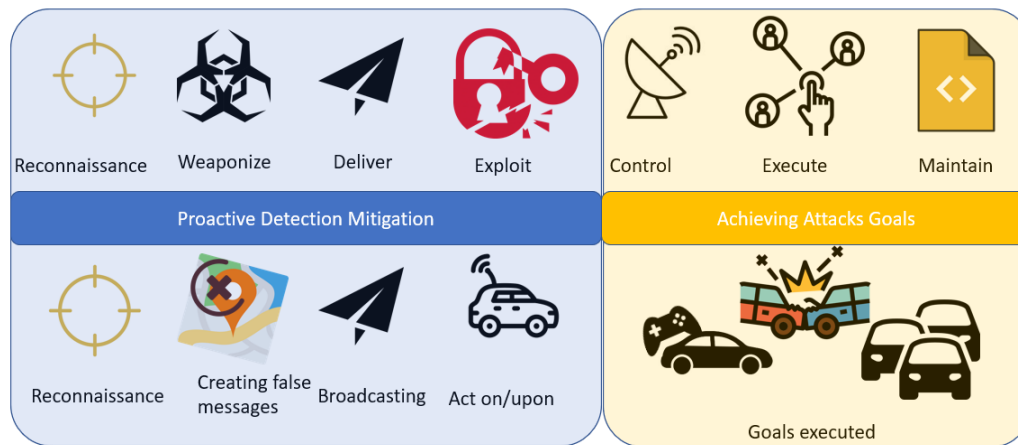 Reconnaissance
Weaponize
Deliver
Exploit
Control
Execute
Maintain
Proactive Detection Mitigation
Achieving Attacks Goals
Reconnaissance
Creating false
messages
Broadcasting
Act on/upon
Goals executed